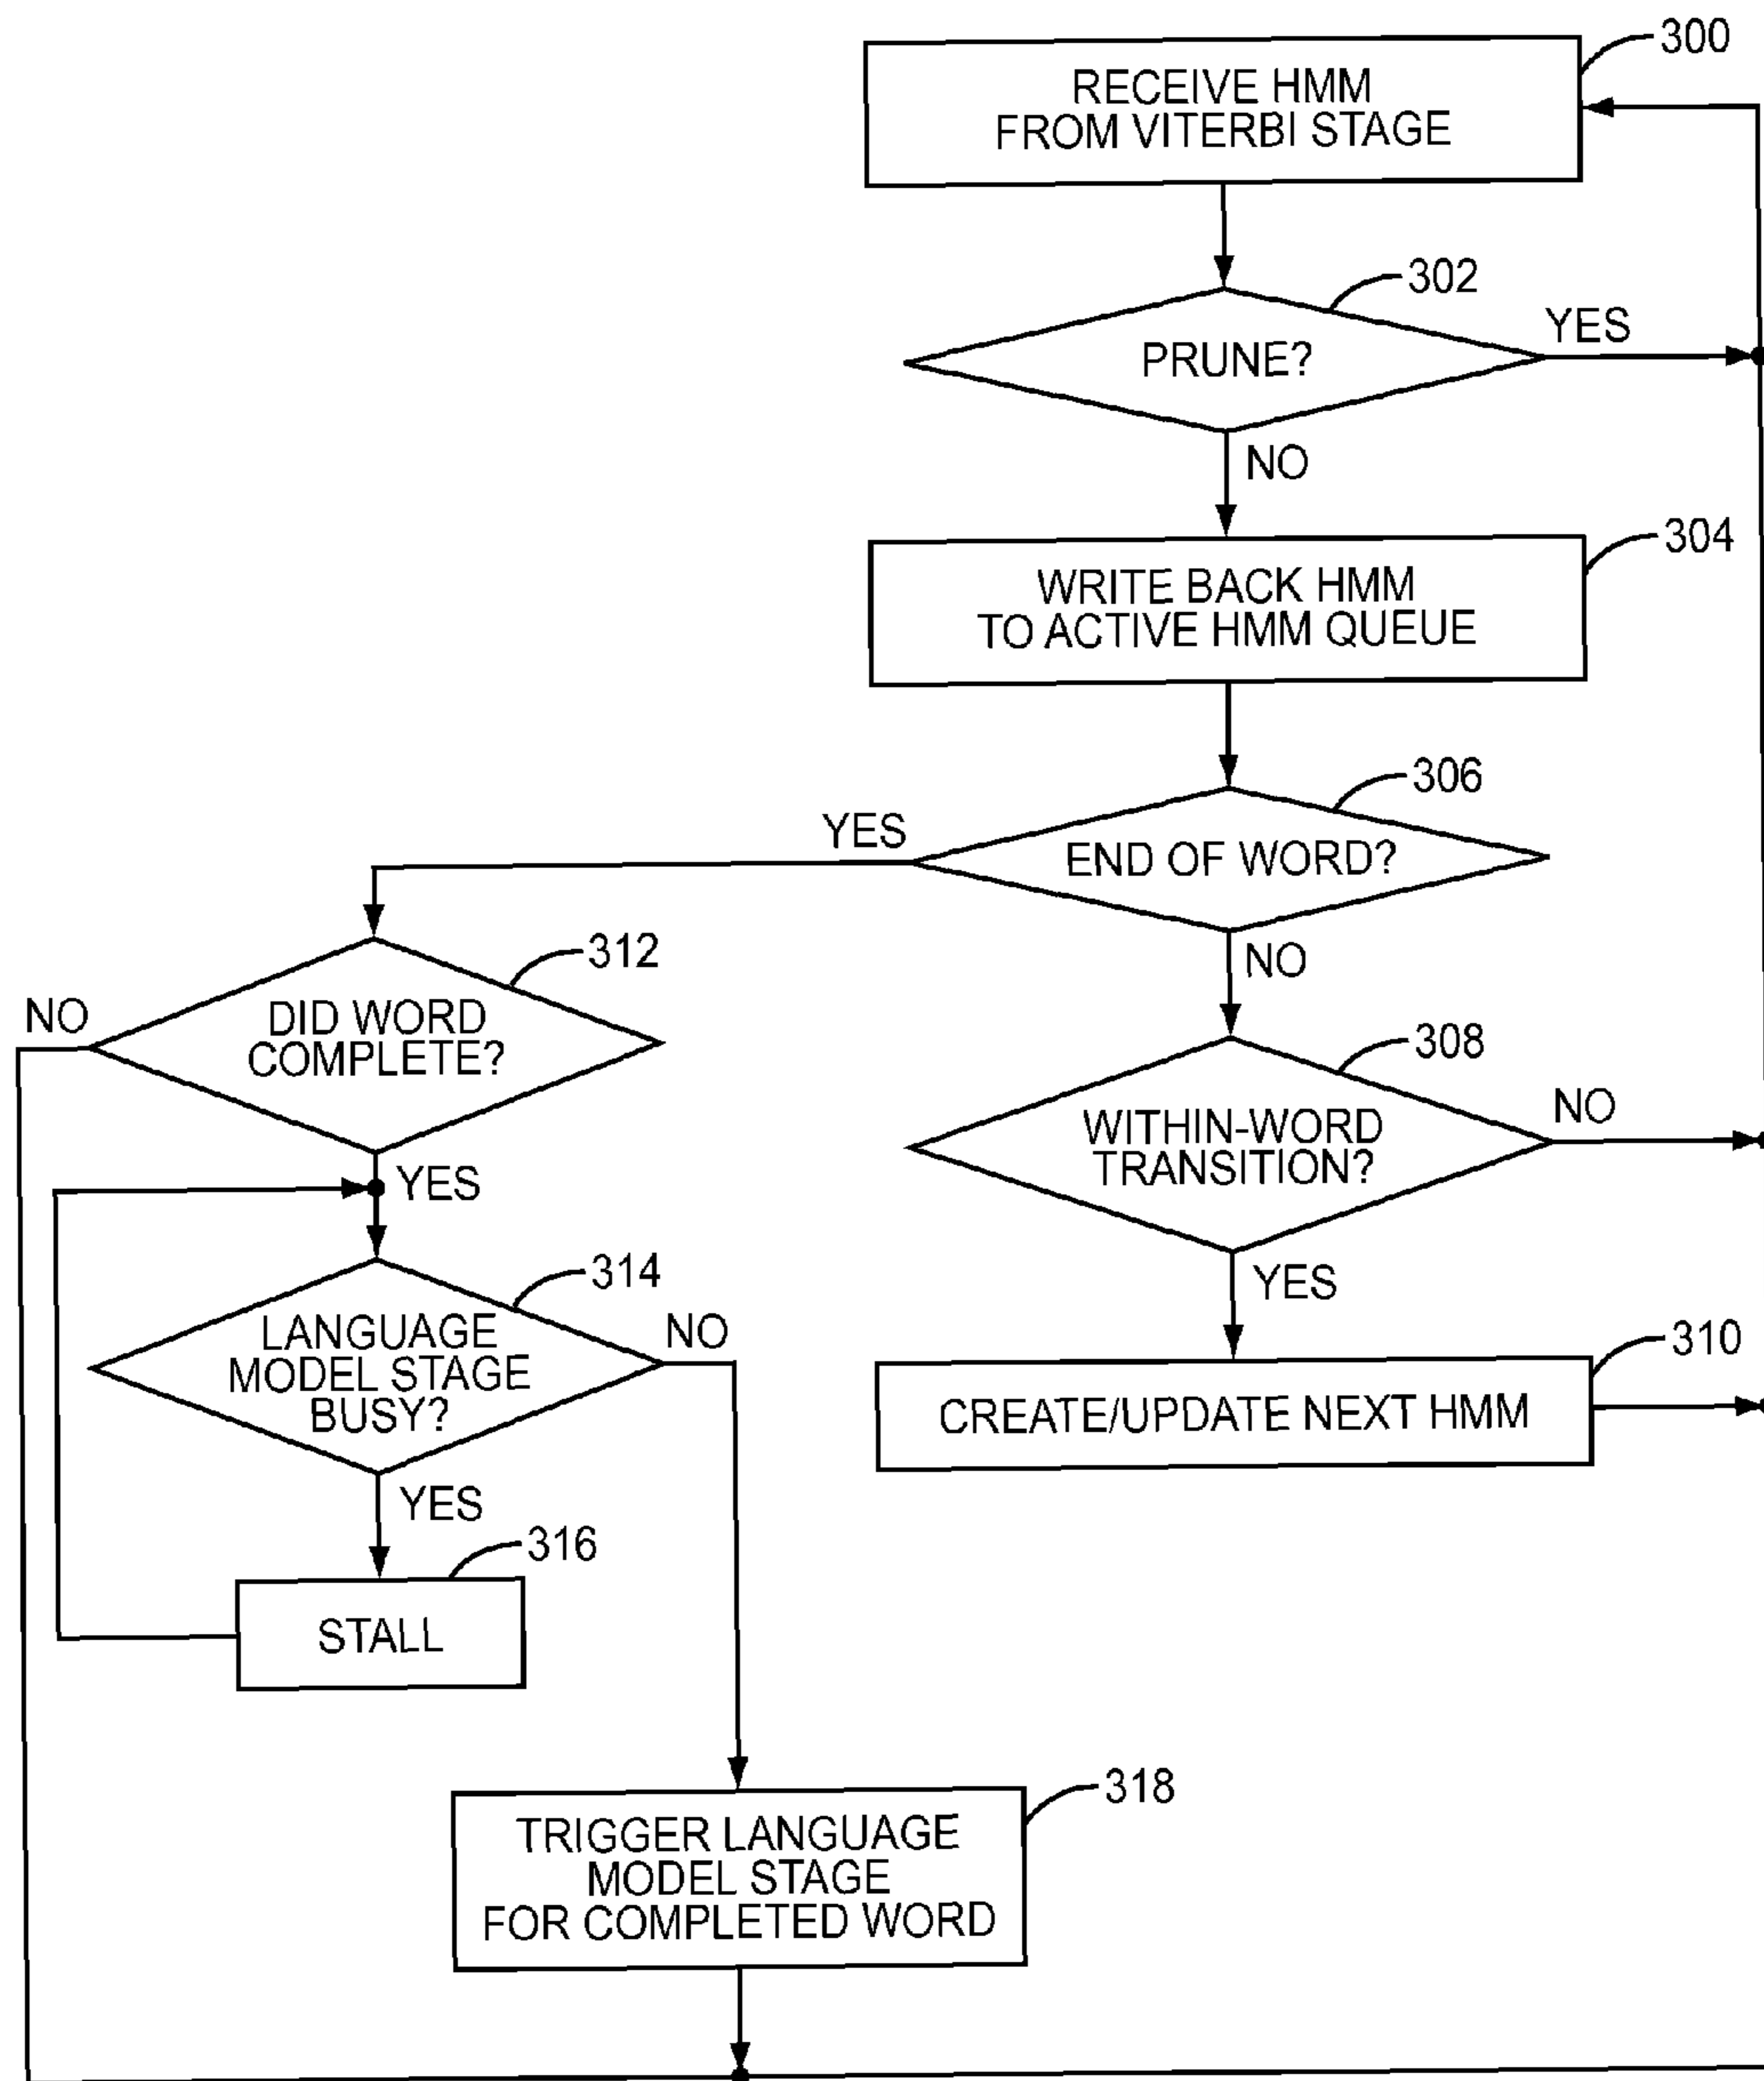 300
RECEIVE HMM
FROM VITERBI STAGE
302
PRUNE?
YES
NO
304
WRITE BACK HMM
TO ACTIVE HMM QUEUE
306
END OF WORD?
YES
NO
312
DID WORD
COMPLETE?
NO
YES
308
WITHIN-WORD
TRANSITION?
NO
YES
314
LANGUAGE
MODEL STAGE
BUSY?
NO
YES
310
CREATE/UPDATE NEXT HMM
316
STALL
318
TRIGGER LANGUAGE
MODEL STAGE
FOR COMPLETED WORD